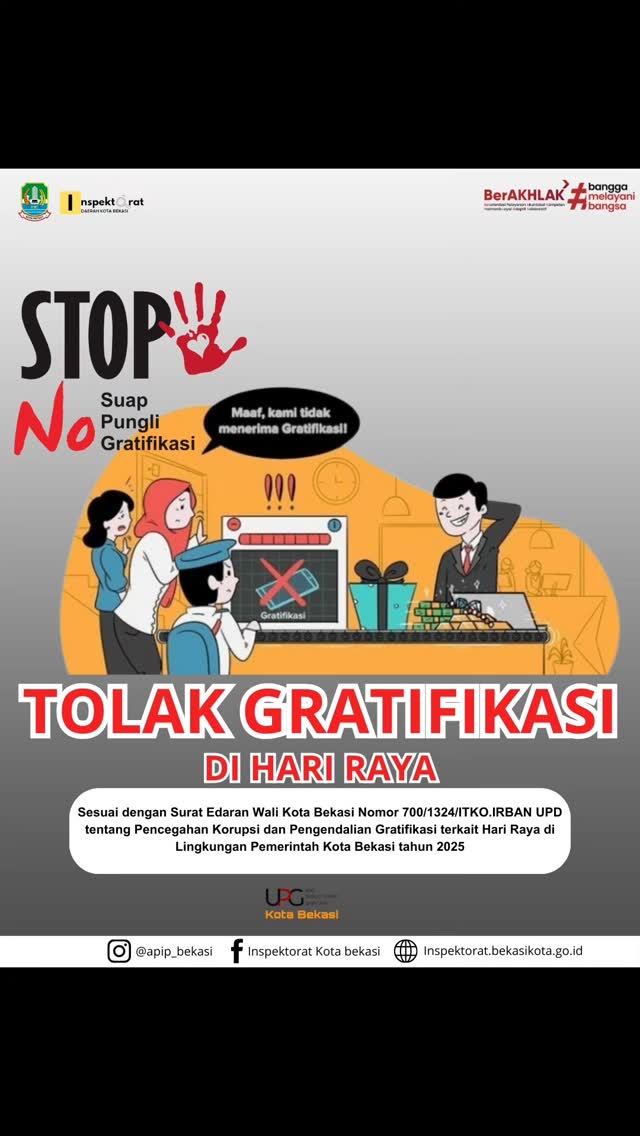 Inspektorat
DAERAH KOTA BEKASI
BerAKHLAK
#bangga
melayani
bangsa
STOP
No
Suap
Pungli
Gratifikasi
Maaf, kami tidak
menerima Gratifikasi!
!!!
Gratifikasi
TOLAK GRATIFIKASI
DI HARI RAYA
Sesuai dengan Surat Edaran Wali Kota Bekasi Nomor 700/1324/ITKO.IRBAN UPD
tentang Pencegahan Korupsi dan Pengendalian Gratifikasi terkait Hari Raya di
Lingkungan Pemerintah Kota Bekasi tahun 2025
UPG
Kota Bekasi
@apip_bekasi
Inspektorat Kota bekasi
Inspektorat.bekasikota.go.id